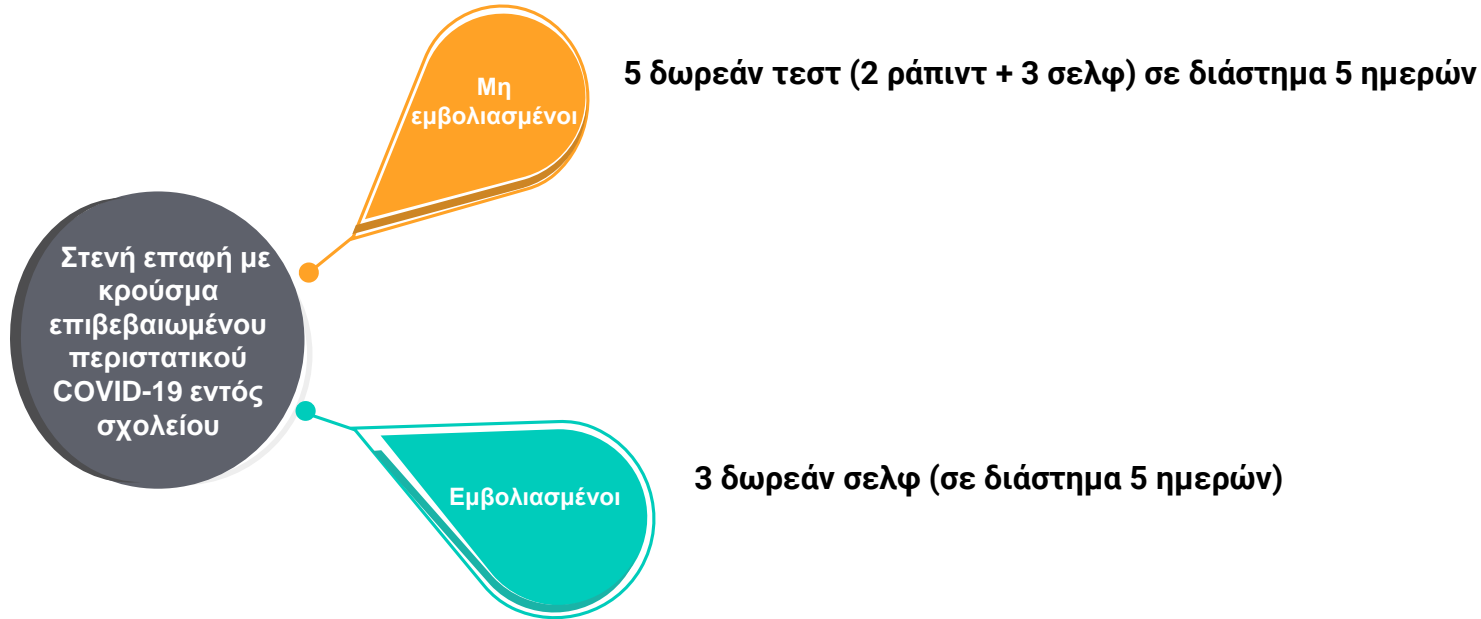 Στενή επαφή με
κρούσμα
επιβεβαιωμένου
περιστατικού
COVID-19 εντός
σχολείου
Μη
εμβολιασμένοι
5 δωρεάν τεστ (2 ράπιντ + 3 σελφ) σε διάστημα 5 ημερών
Εμβολιασμένοι
3 δωρεάν σελφ (σε διάστημα 5 ημερών)